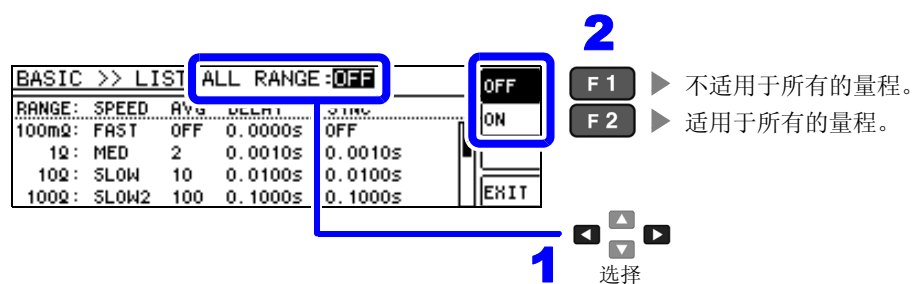 2
BASIC >> LIST ALL RANGE:OFF
OFF
F 1 不适用于所有的量程。
RANGE: SPEED AVG DELAY SYNC
ON
F 2 适用于所有的量程。
100mΩ: FAST OFF 0.0000s OFF
1Ω: MED 2 0.0010s 0.0010s
10Ω: SLOW 10 0.0100s 0.0100s
100Ω: SLOW2 100 0.1000s 0.1000s
EXIT
1
选择